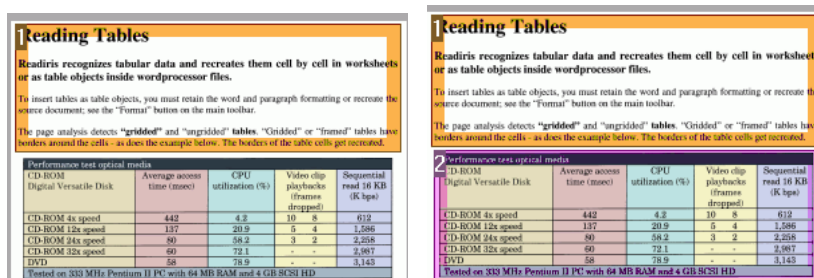 1 Reading Tables
Readiris recognizes tabular data and recreates them cell by cell in worksheets
or as table objects inside wordprocessor files.
To insert tables as table objects, you must retain the word and paragraph formatting or recreate the
source document; see the "Format" button on the main toolbar.
The page analysis detects "gridded" and "ungridded" tables. "Gridded" or "framed" tables have
borders around the cells - as does the example below. The borders of the table cells get recreated.
Performance test optical media
CD-ROM Average access CPU Video clip Sequential
Digital Versatile Disk time (msec) utilization (%) playbacks read 16 KB
(frames (K bps)
dropped)
CD-ROM 4x speed 442 4.2 10 8 612
CD-ROM 12x speed 137 20.9 5 4 1,586
CD-ROM 24x speed 80 58.2 3 2 2,258
CD-ROM 32x speed 60 72.1 - - 2,987
DVD 58 78.9 - - 3,143
Tested on 333 MHz Pentium II PC with 64 MB RAM and 4 GB SCSI HD
1 Reading Tables
Readiris recognizes tabular data and recreates them cell by cell in worksheet
or as table objects inside wordprocessor files.
To insert tables as table objects, you must retain the word and paragraph formatting or recreate th
source document; see the "Format" button on the main toolbar.
The page analysis detects "gridded" and "ungridded" tables. "Gridded" or "framed" tables hav
borders around the cells - as does the example below. The borders of the table cells get recreated.
2 Performance test optical media
CD-ROM Average access CPU Video clip Sequential
Digital Versatile Disk time (msec) utilization (%) playbacks read 16 KB
(frames (K bps)
dropped)
CD-ROM 4x speed 442 4.2 10 8 612
CD-ROM 12x speed 137 20.9 5 4 1,586
CD-ROM 24x speed 80 58.2 3 2 2,258
CD-ROM 32x speed 60 72.1 - - 2,987
DVD 58 78.9 - - 3,143
Tested on 333 MHz Pentium II PC with 64 MB RAM and 4 GB SCSI HD